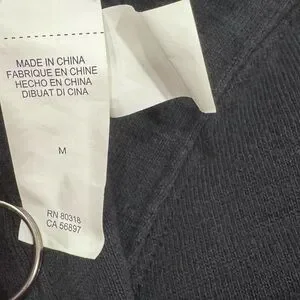 MADE IN CHINA
FABRIQUE EN CHINE
HECHO EN CHINA
DIBUAT DI CINA
M
RN 80318
CA 56897